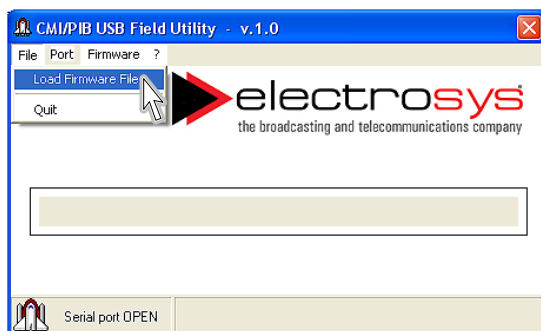 CMI/PIB USB Field Utility - v.1.0
File Port Firmware ?
Load Firmware File
Quit
electrosys
the broadcasting and telecommunications company
Serial port OPEN